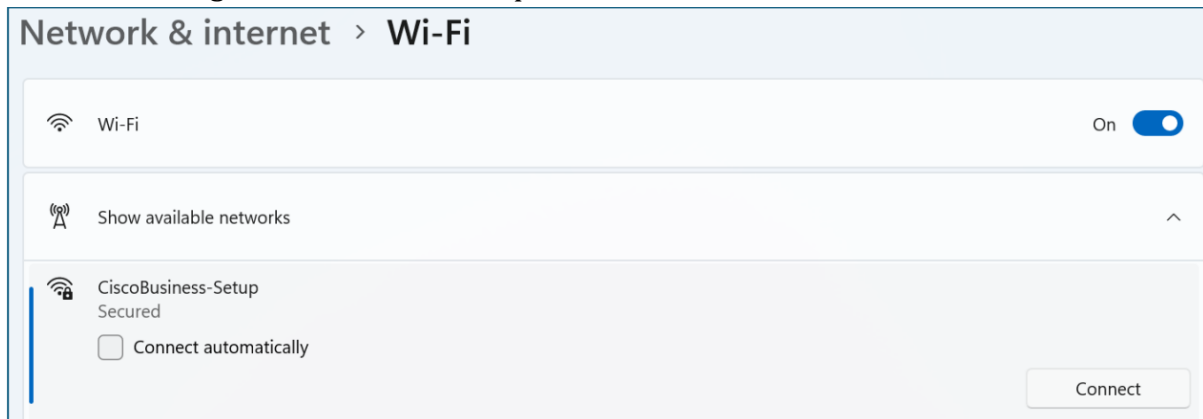 Network & internet > Wi-Fi
Wi-Fi On
Show available networks
CiscoBusiness-Setup
Secured
Connect automatically
Connect